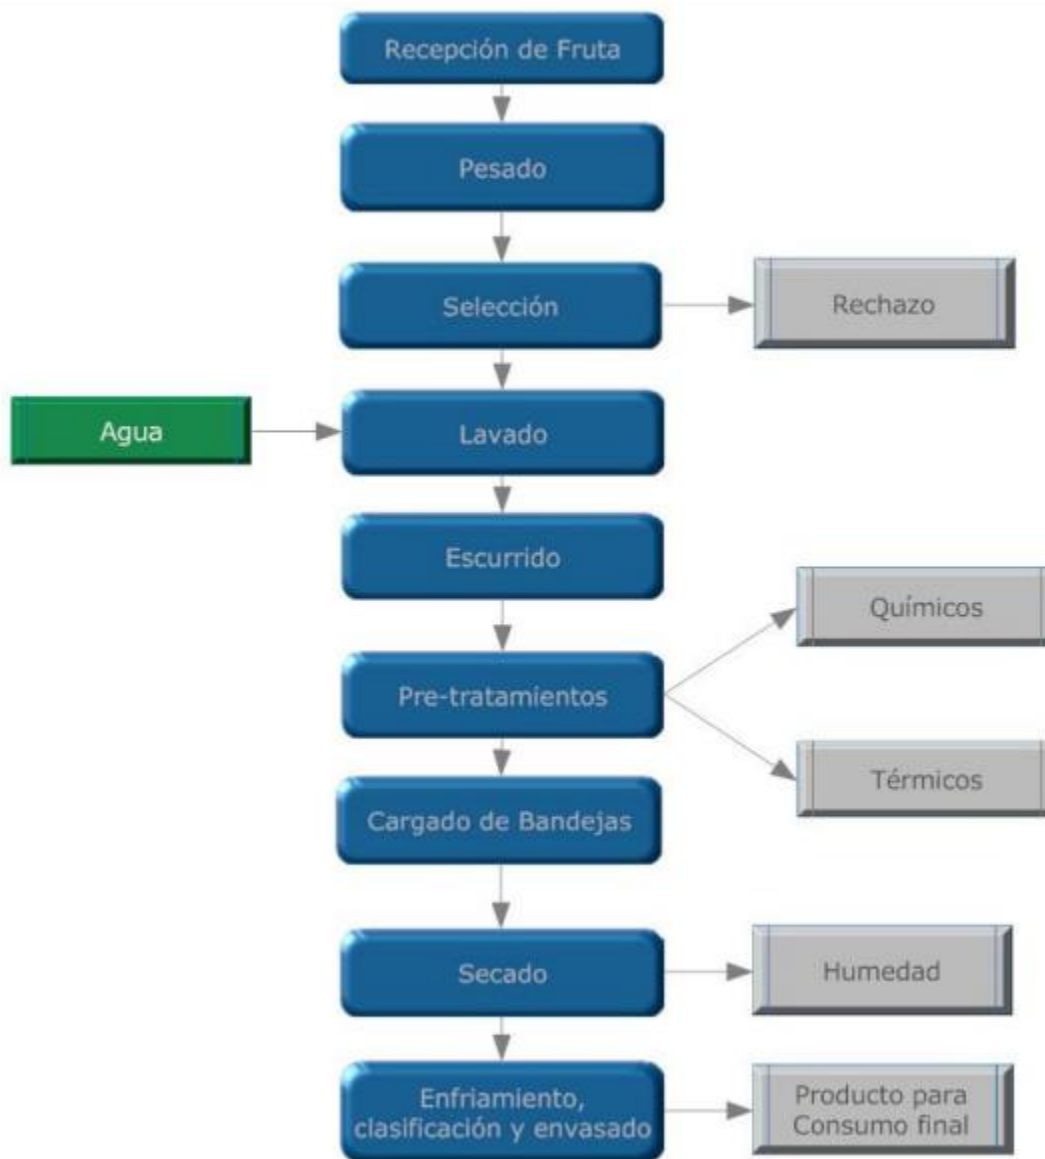 Recepción de Fruta
Pesado
Selección
Rechazo
Agua
Lavado
Escurrido
Químicos
Pre-tratamientos
Térmicos
Cargado de Bandejas
Secado
Humedad
Enfriamiento,
clasificación y envasado
Producto para
Consumo final